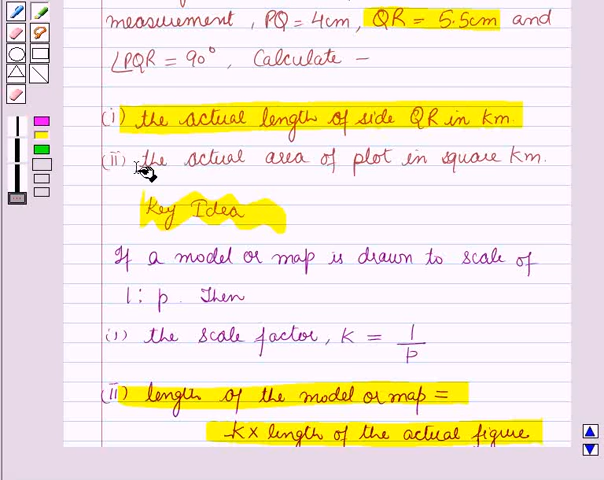 measurement, PQ = 4cm, QR = 5.5cm and
∠PQR = 90°, Calculate –
(i) the actual length of side QR in km.
(ii) the actual area of plot in square km.
Key Idea
If a model or map is drawn to scale of
1 : p. Then
(i) the scale factor, K = 1/p
(ii) length of the model or map =
K × length of the actual figure